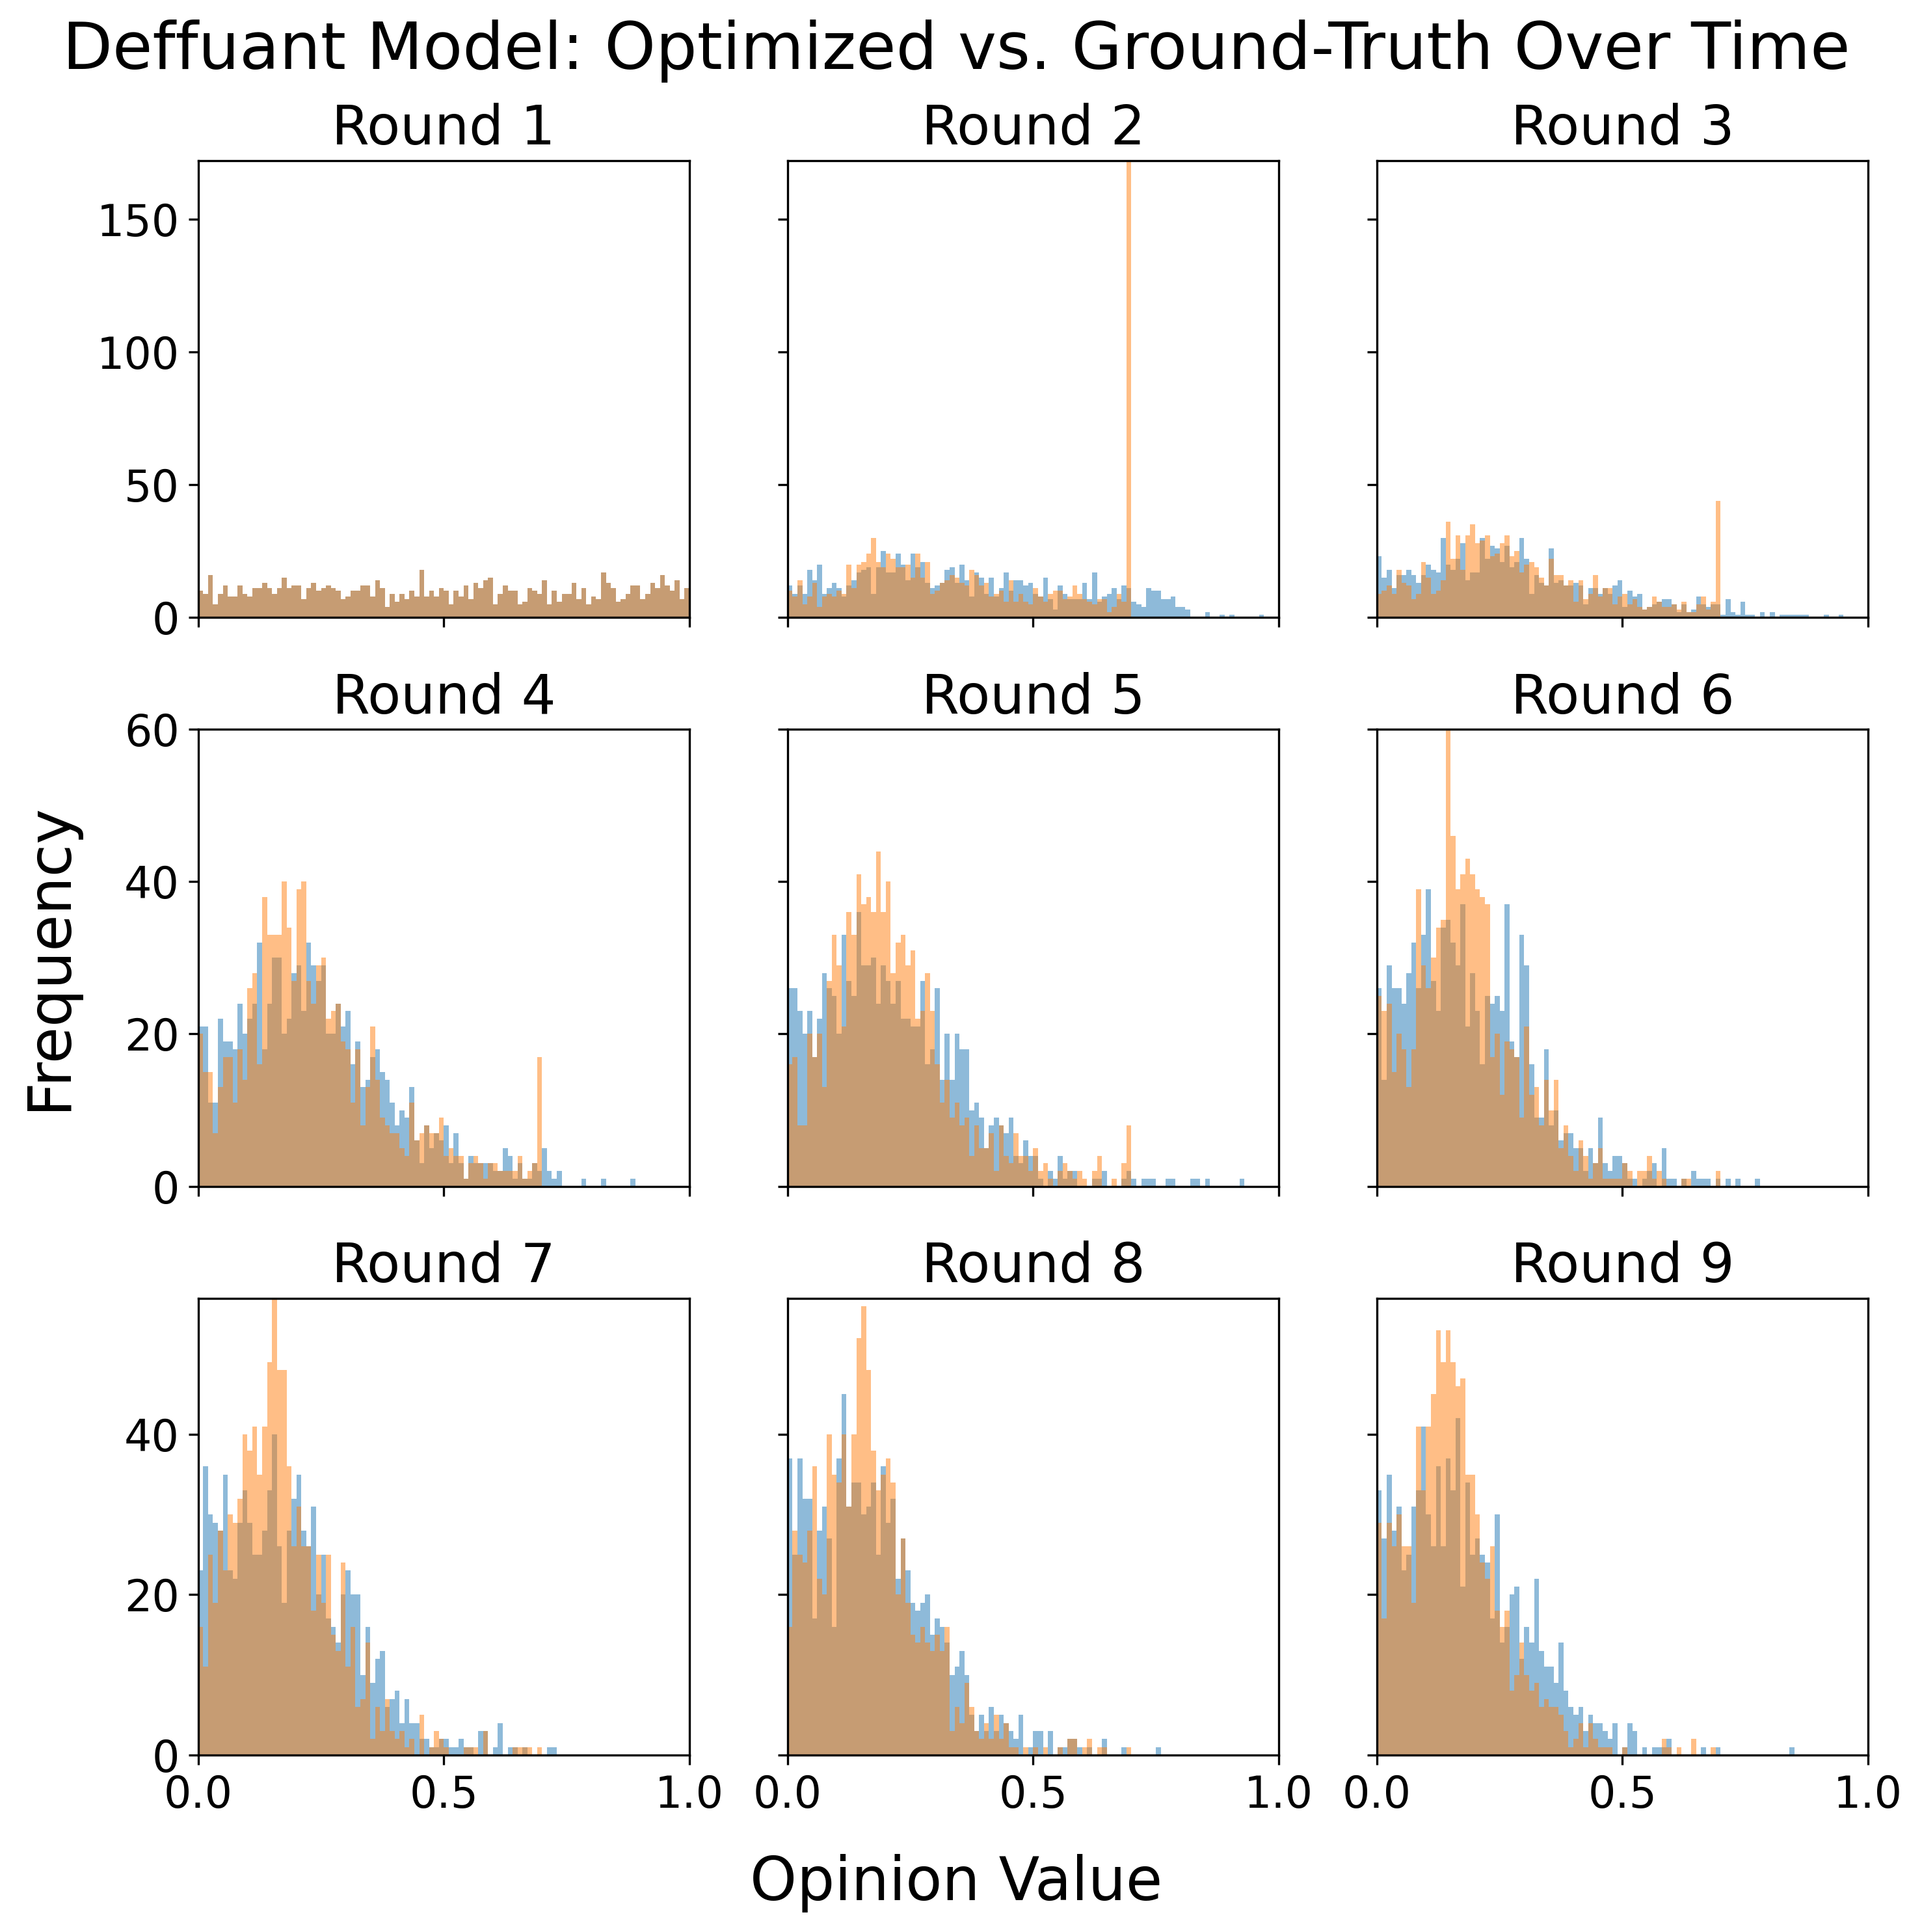 Deffuant Model: Optimized vs. Ground-Truth Over Time
Round 1
Round 2
Round 3
150
100
50
0
Round 4
Round 5
Round 6
60
40
20
0
Frequency
Round 7
Round 8
Round 9
40
20
0
0.0 0.5 1.0 0.0 0.5 1.0 0.0 0.5 1.0
Opinion Value